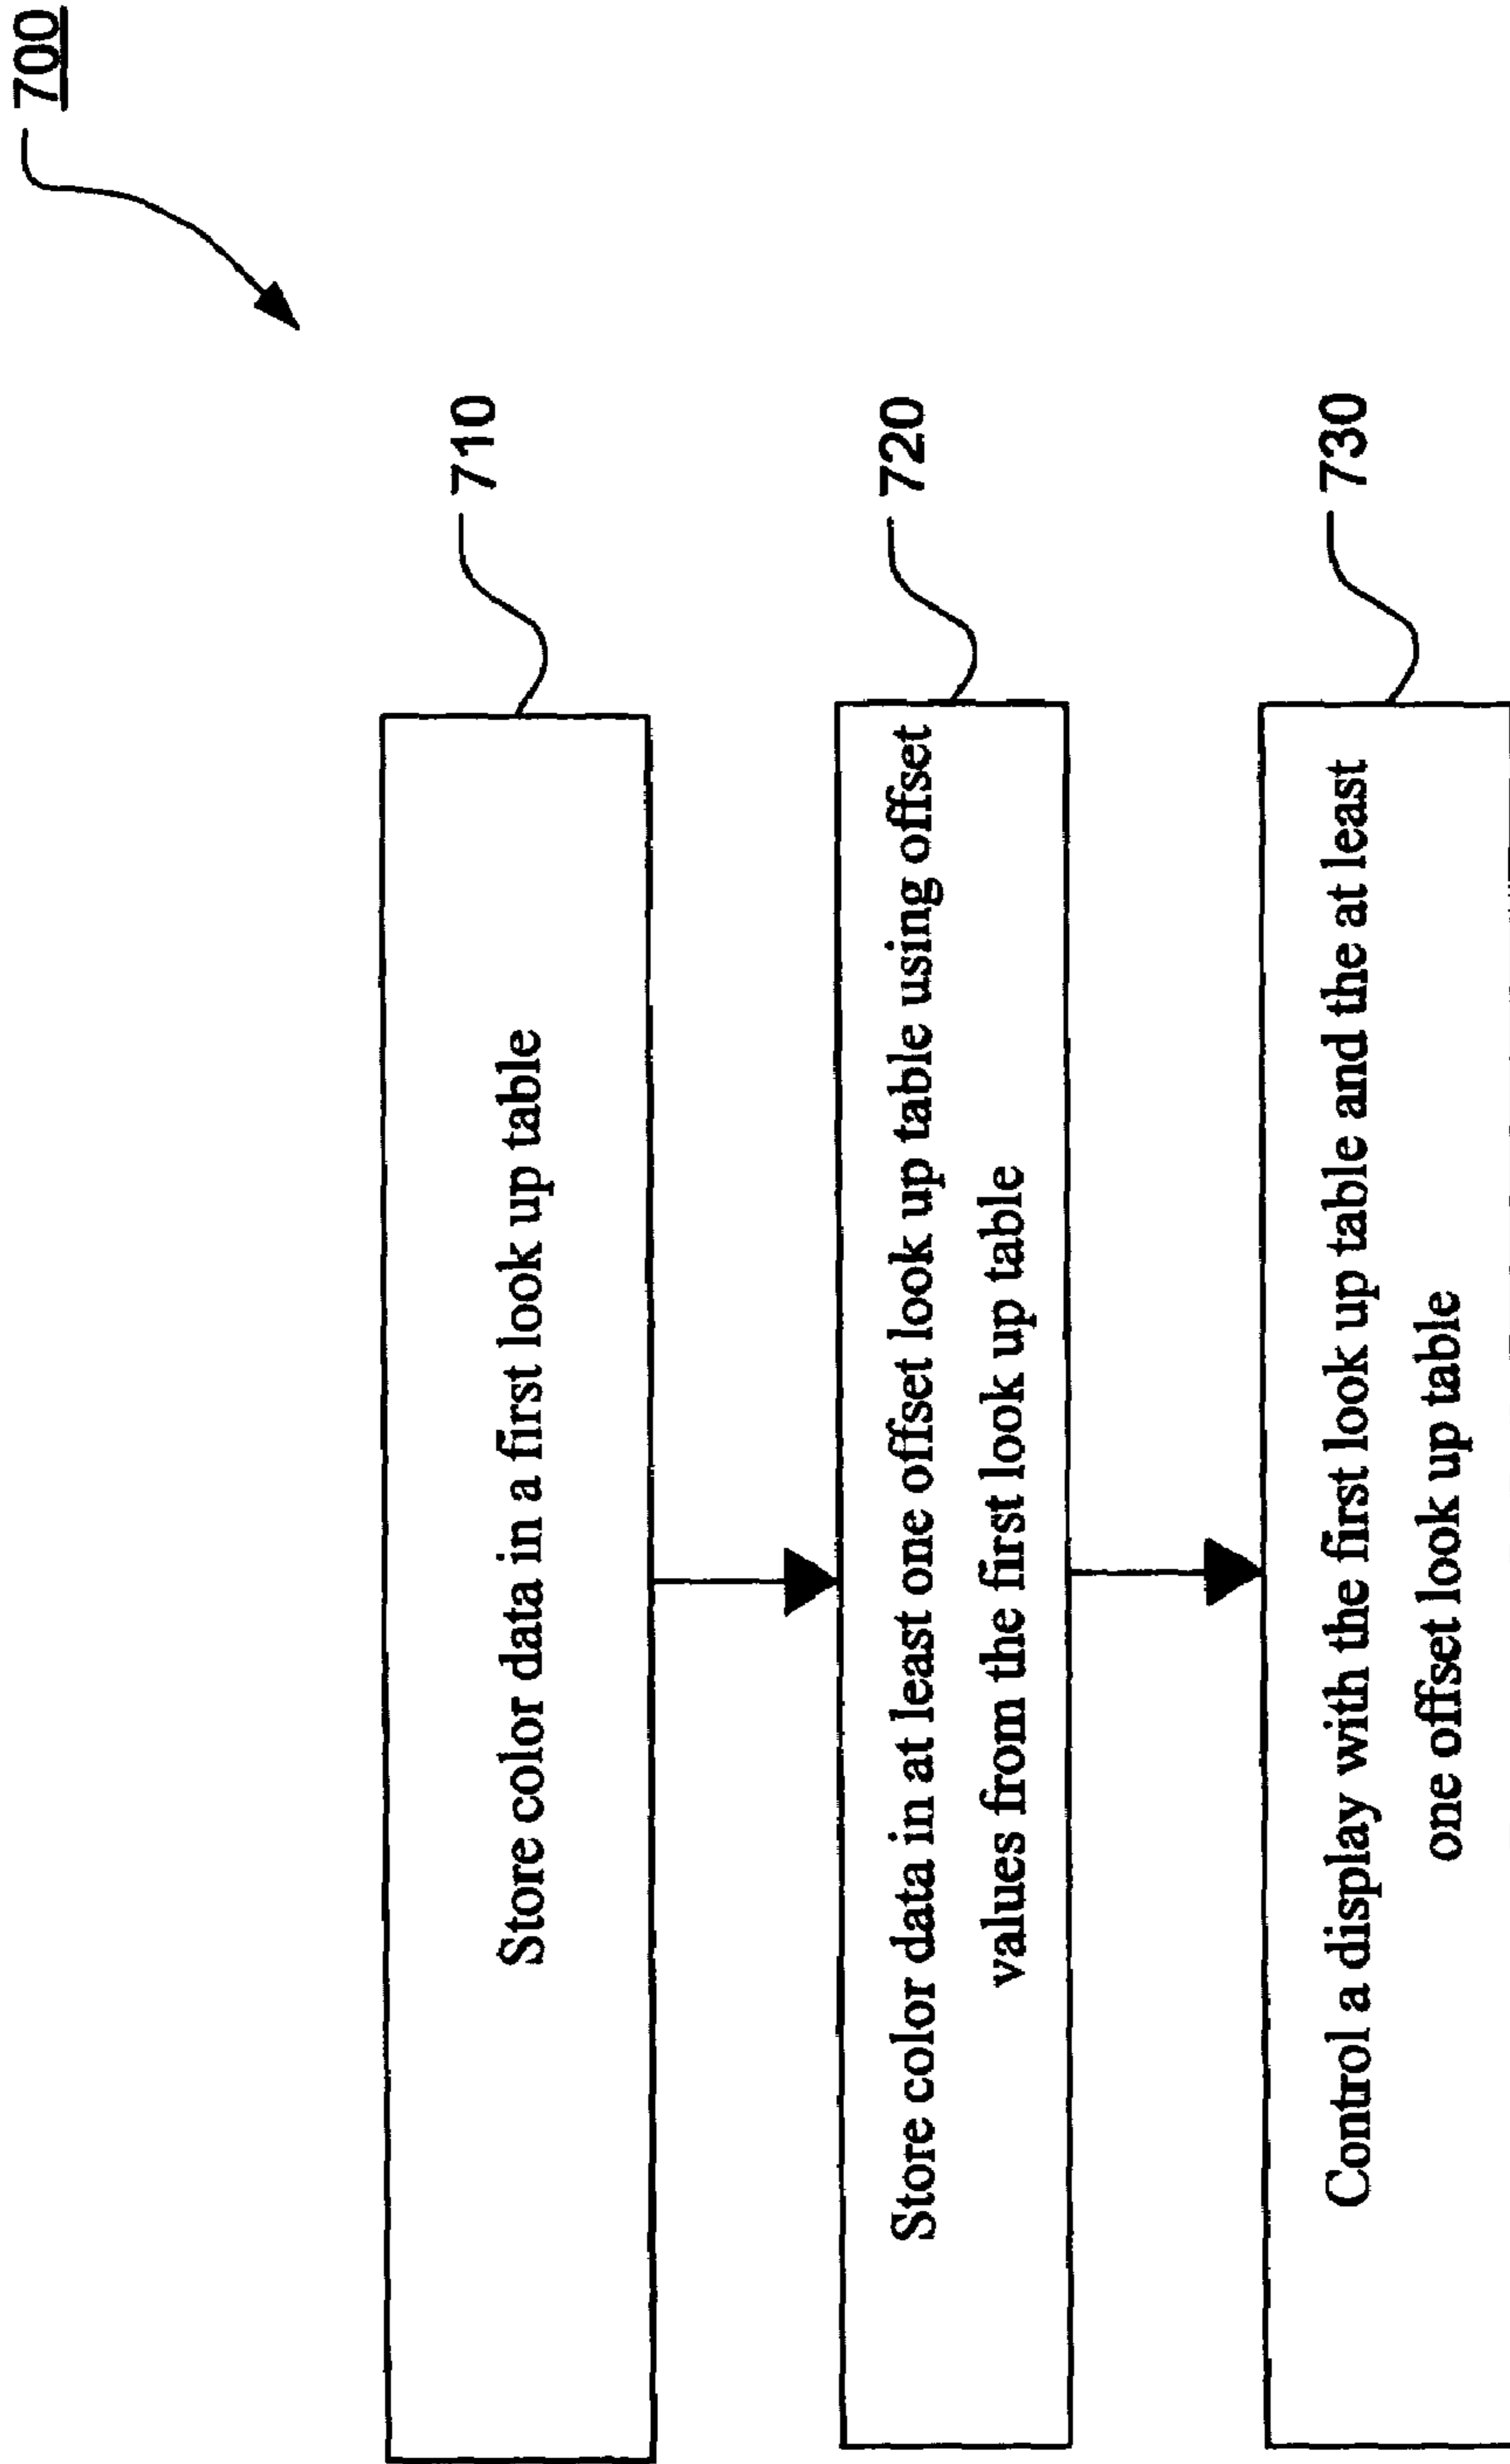 700
710
Store color data in a first look up table
720
Store color data in at least one offset look up table using offset
values from the first look up table
730
Control a display with the first look up table and the at least
one offset look up table